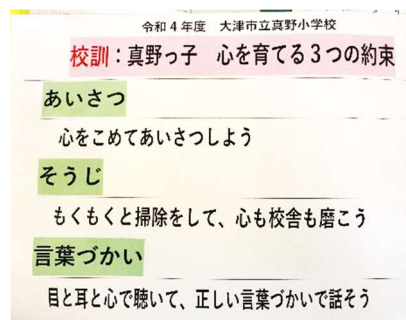 令和４年度　大津市立真野小学校
校訓：真野っ子　心を育てる３つの約束
あいさつ
心をこめてあいさつしよう
そうじ
もくもくと掃除をして、心も校舎も磨こう
言葉づかい
目と耳と心で聴いて、正しい言葉づかいで話そう